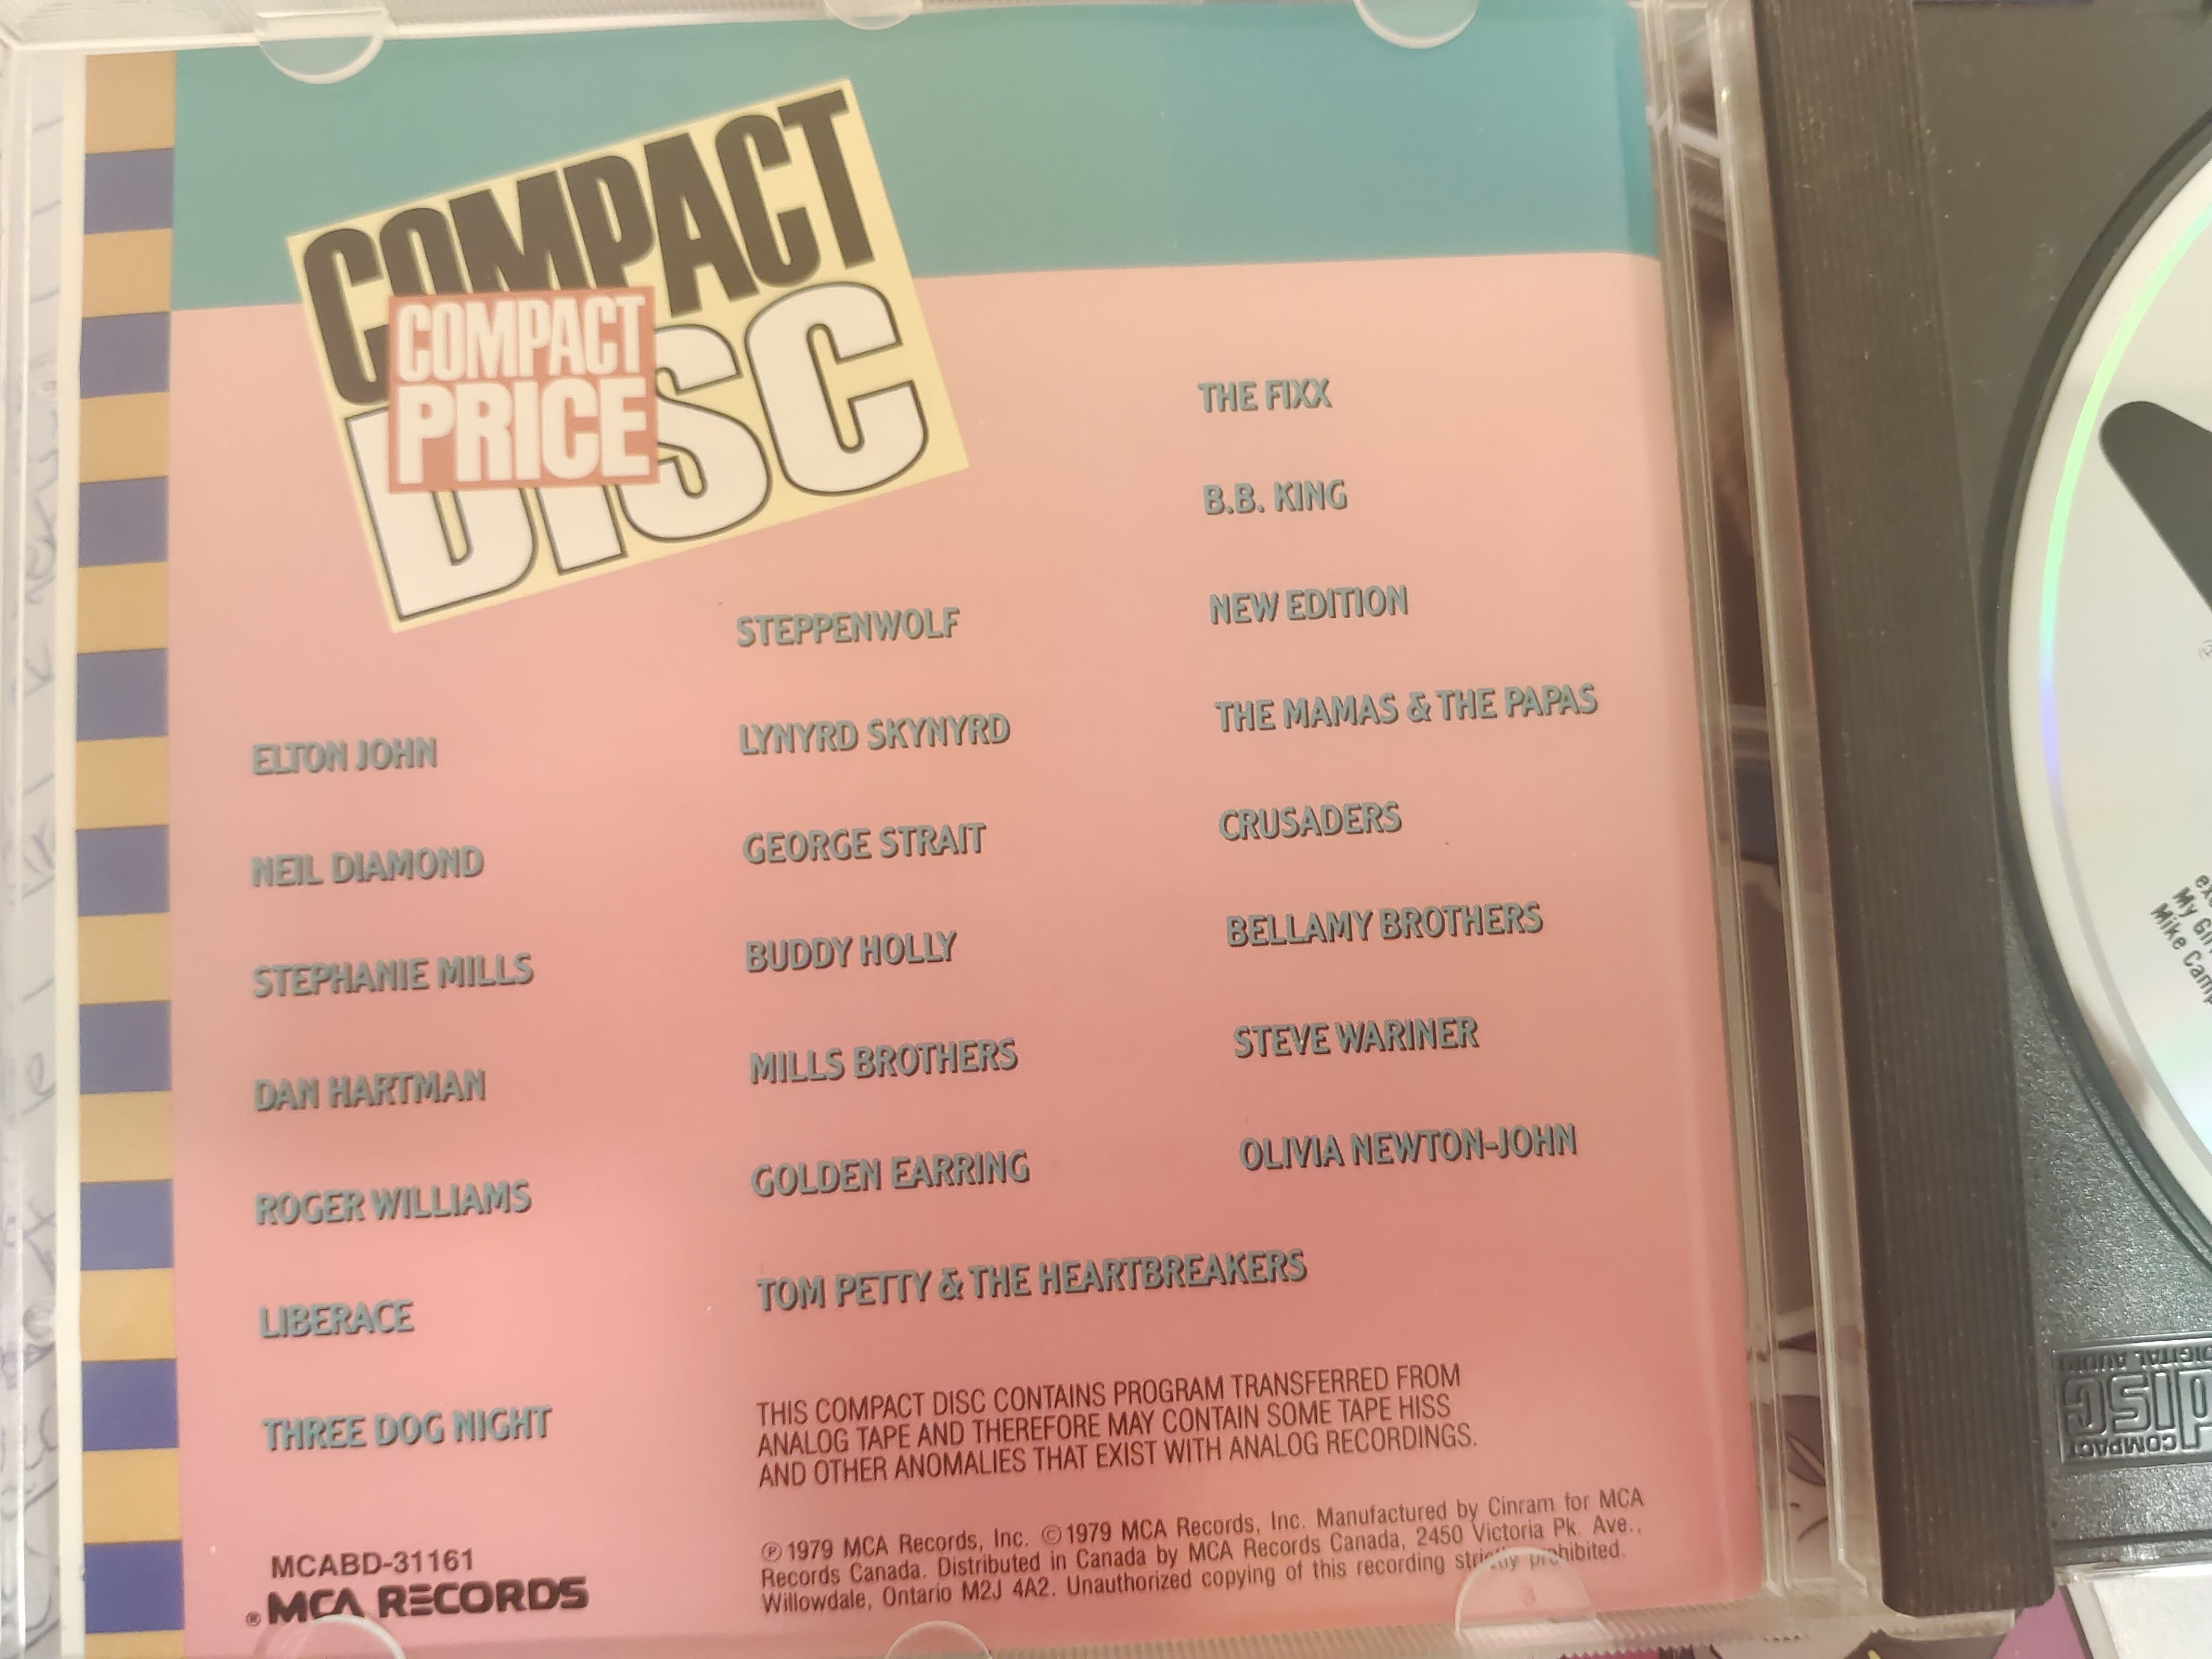 COMPACT
DISC
COMPACT
PRICE
ELTON JOHN
NEIL DIAMOND
STEPHANIE MILLS
DAN HARTMAN
ROGER WILLIAMS
LIBERACE
THREE DOG NIGHT
STEPPENWOLF
LYNYRD SKYNYRD
GEORGE STRAIT
BUDDY HOLLY
MILLS BROTHERS
GOLDEN EARRING
TOM PETTY & THE HEARTBREAKERS
THE FIXX
B.B. KING
NEW EDITION
THE MAMAS & THE PAPAS
CRUSADERS
BELLAMY BROTHERS
STEVE WARINER
OLIVIA NEWTON-JOHN
THIS COMPACT DISC CONTAINS PROGRAM TRANSFERRED FROM
ANALOG TAPE AND THEREFORE MAY CONTAIN SOME TAPE HISS
AND OTHER ANOMALIES THAT EXIST WITH ANALOG RECORDINGS.
℗1979 MCA Records, Inc. ©1979 MCA Records, Inc. Manufactured by Cinram for MCA
Records Canada. Distributed in Canada by MCA Records Canada, 2450 Victoria Pk. Ave.,
Willowdale, Ontario M2J 4A2. Unauthorized copying of this recording strictly prohibited.
MCABD-31161
® MCA RECORDS
My
Mike
COMPACT
disc
DIGITAL AUDIO